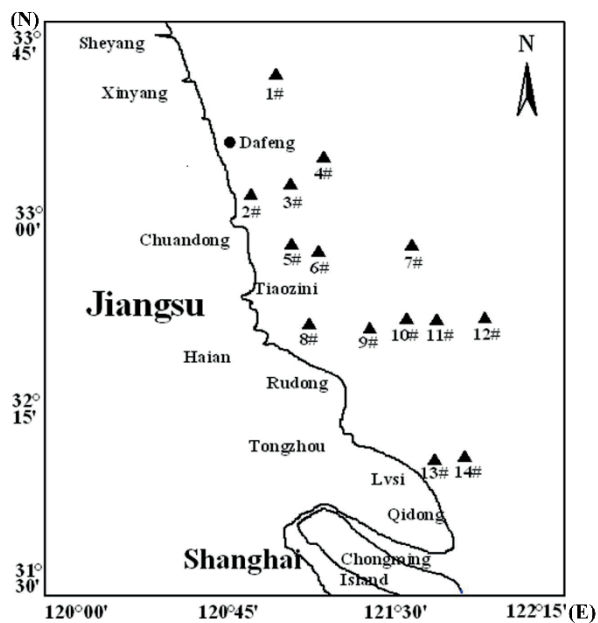 (N)
33°
45'
Sheyang
N
1#
Xinyang
Dafeng
4#
3#
2#
33°
00'
Chuandong
5#
6#
7#
Tiaozini
Jiangsu
8#
9#
10#
11#
12#
Haian
Rudong
32°
15'
Tongzhou
13#
14#
Lvsi
Qidong
Shanghai
Chongming
Island
31°
30'
120°00'
120°45'
121°30'
122°15'
(E)